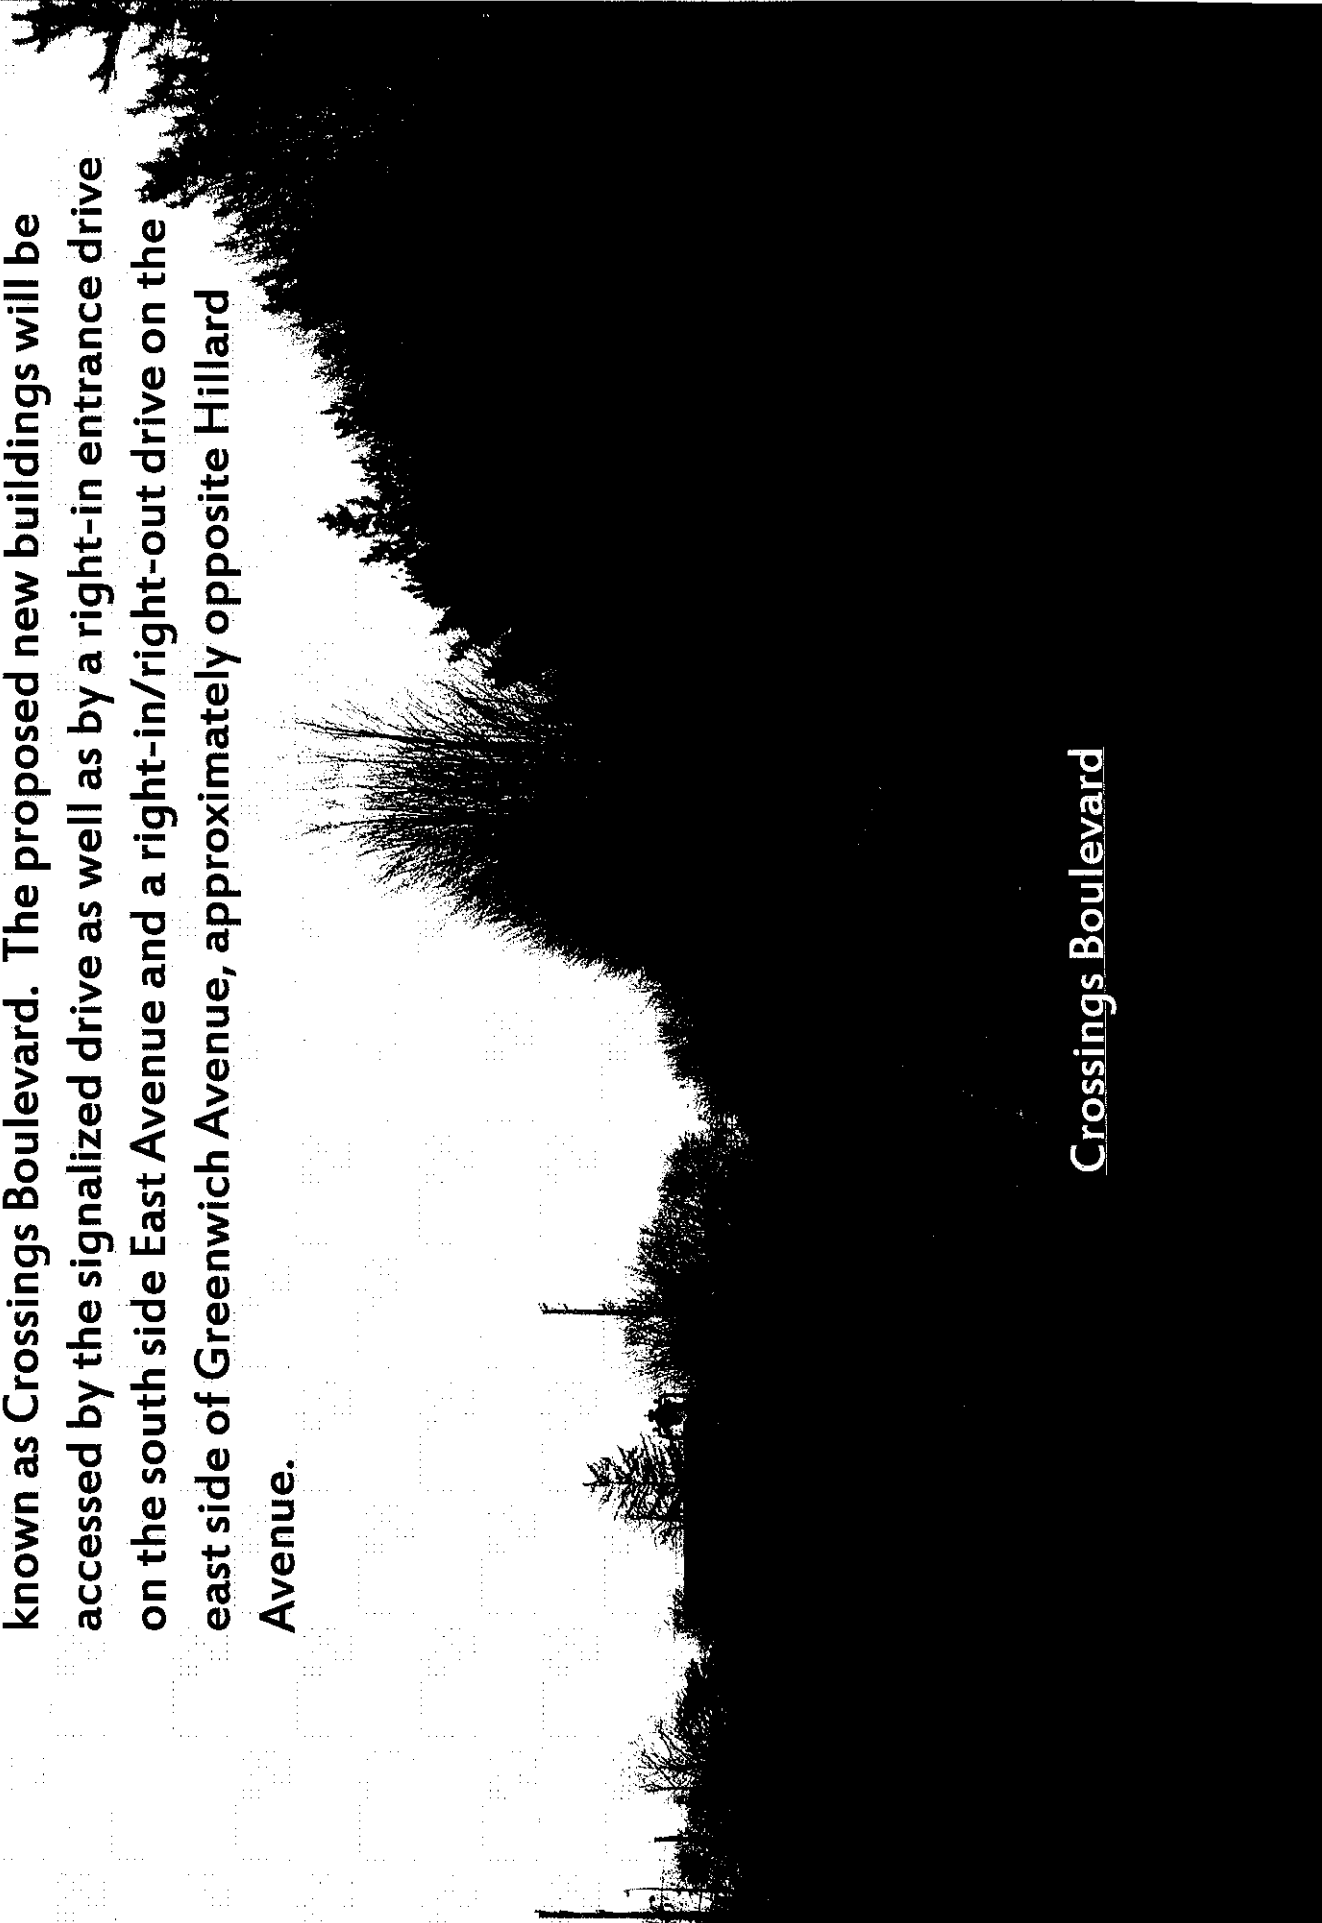 known as Crossings Boulevard. The proposed new buildings will be
accessed by the signalized drive as well as by a right-in entrance drive
on the south side East Avenue and a right-in/right-out drive on the
east side of Greenwich Avenue, approximately opposite Hillard
Avenue.
Crossings Boulevard